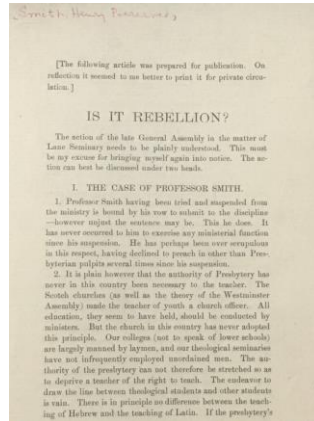 Smith, Henry Preserved,
[The following article was prepared for publication. On
reflection it seemed to me better to print it for private circu-
lation.]
IS IT REBELLION?
The action of the late General Assembly in the matter of
Lane Seminary needs to be plainly understood. This must
be my excuse for bringing myself again into notice. The ac-
tion can best be discussed under two heads.
I. THE CASE OF PROFESSOR SMITH.
1. Professor Smith having been tried and suspended from
the ministry is bound by his vow to submit to the discipline
—however unjust the sentence may be. This he does. It
has never occurred to him to exercise any ministerial function
since his suspension. He has perhaps been over scrupulous
in this respect, having declined to preach in other than Pres-
byterian pulpits several times since his suspension.
2. It is plain however that the authority of Presbytery has
never in this country been necessary to the teacher. The
Scotch churches (as well as the theory of the Westminster
Assembly) made the teacher of youth a church officer. All
education, they seem to have held, should be conducted by
ministers. But the church in this country has never adopted
this principle. Our colleges (not to speak of lower schools)
are largely manned by laymen, and our theological seminaries
have not infrequently employed unordained men. The au-
thority of the presbytery can not therefore be stretched so as
to deprive a teacher of the right to teach. The endeavor to
draw the line between theological students and other students
is vain. There is in principle no difference between the teach-
ing of Hebrew and the teaching of Latin. If the presbytery's